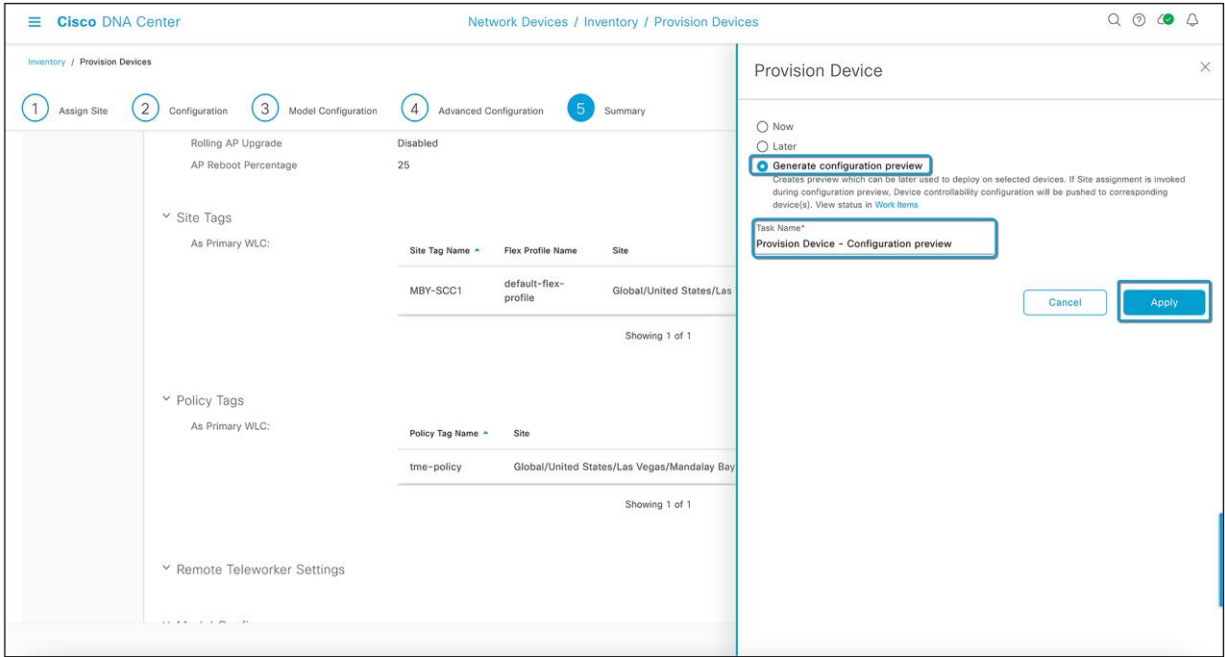 Cisco DNA Center
Network Devices / Inventory / Provision Devices
Inventory / Provision Devices
1 Assign Site 2 Configuration 3 Model Configuration 4 Advanced Configuration 5 Summary
Rolling AP Upgrade Disabled
AP Reboot Percentage 25
Site Tags
As Primary WLC:
Site Tag Name Flex Profile Name Site
MBY-SCC1 default-flex-profile Global/United States/Las
Showing 1 of 1
Policy Tags
As Primary WLC:
Policy Tag Name Site
tme-policy Global/United States/Las Vegas/Mandalay Bay
Showing 1 of 1
Remote Teleworker Settings
Provision Device
Now
Later
Generate configuration preview
Creates preview which can be later used to deploy on selected devices. If Site assignment is invoked
during configuration preview, Device controllability configuration will be pushed to corresponding
device(s). View status in Work Items
Task Name*
Provision Device - Configuration preview
Cancel Apply